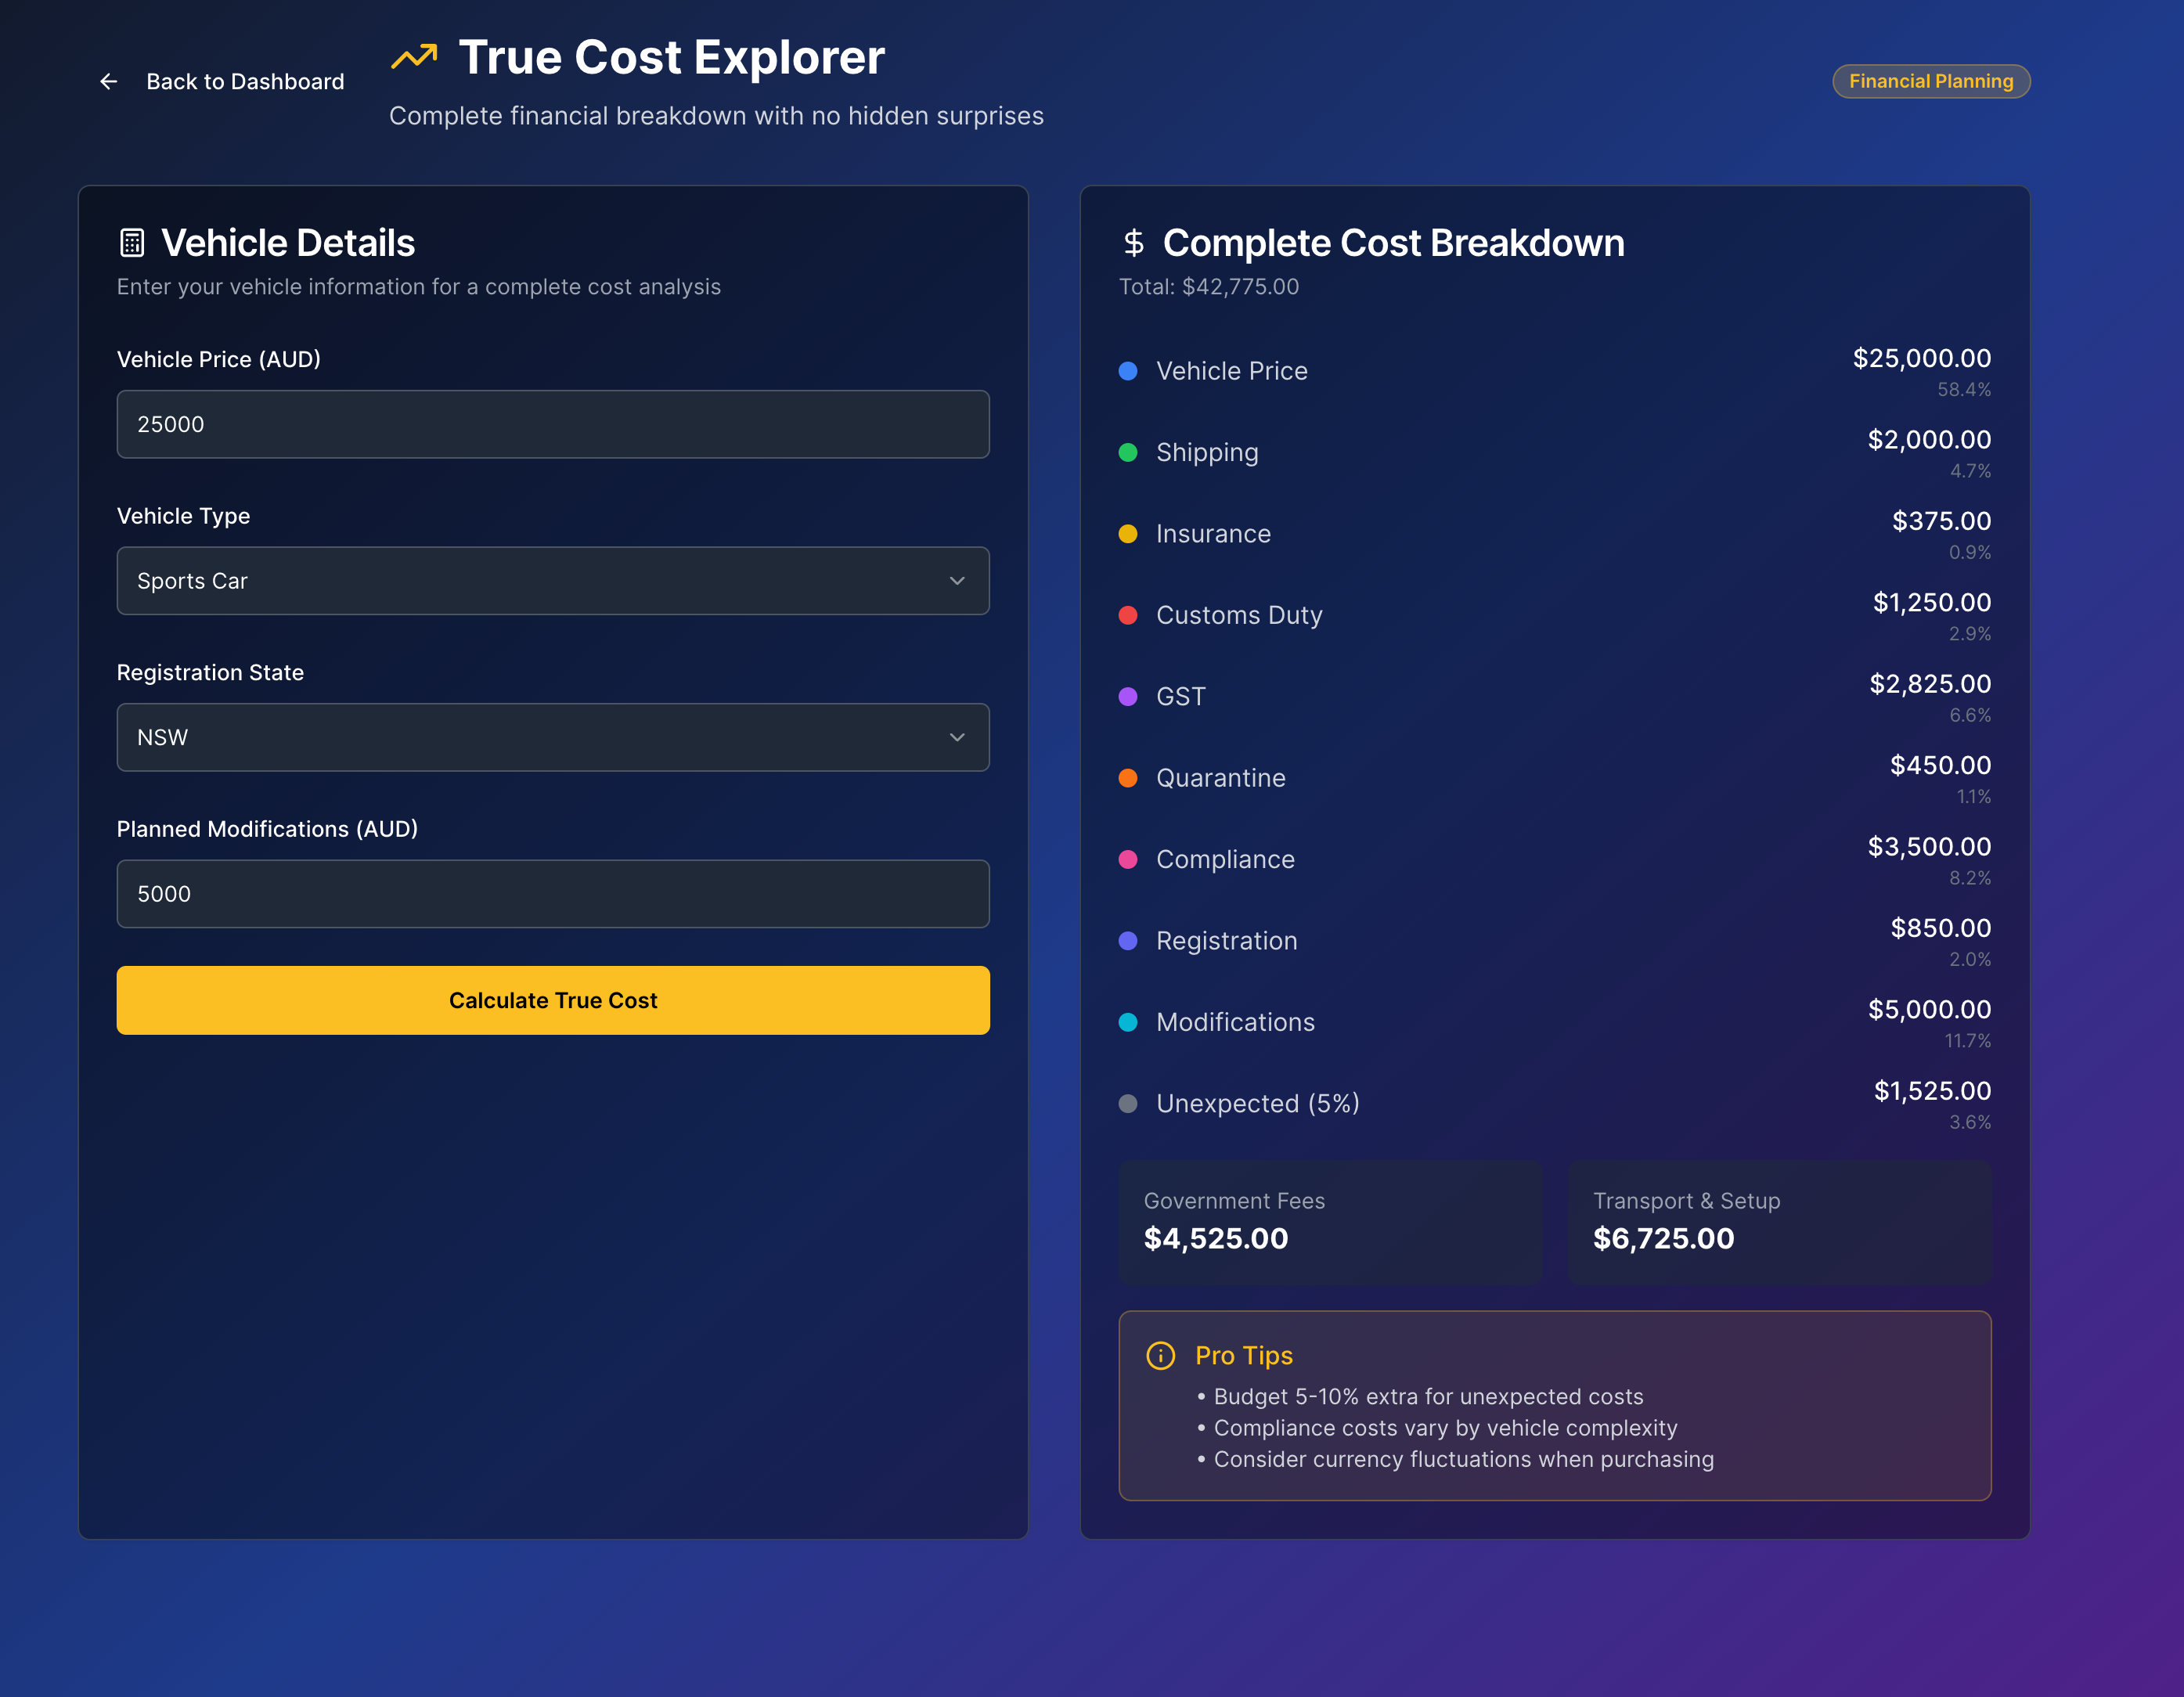 Back to Dashboard
True Cost Explorer
Complete financial breakdown with no hidden surprises
Financial Planning
Vehicle Details
Enter your vehicle information for a complete cost analysis
Vehicle Price (AUD)
25000
Vehicle Type
Sports Car
Registration State
NSW
Planned Modifications (AUD)
5000
Calculate True Cost
Complete Cost Breakdown
Total: $42,775.00
Vehicle Price
$25,000.00
58.4%
Shipping
$2,000.00
4.7%
Insurance
$375.00
0.9%
Customs Duty
$1,250.00
2.9%
GST
$2,825.00
6.6%
Quarantine
$450.00
1.1%
Compliance
$3,500.00
8.2%
Registration
$850.00
2.0%
Modifications
$5,000.00
11.7%
Unexpected (5%)
$1,525.00
3.6%
Government Fees
$4,525.00
Transport & Setup
$6,725.00
Pro Tips
• Budget 5-10% extra for unexpected costs
• Compliance costs vary by vehicle complexity
• Consider currency fluctuations when purchasing